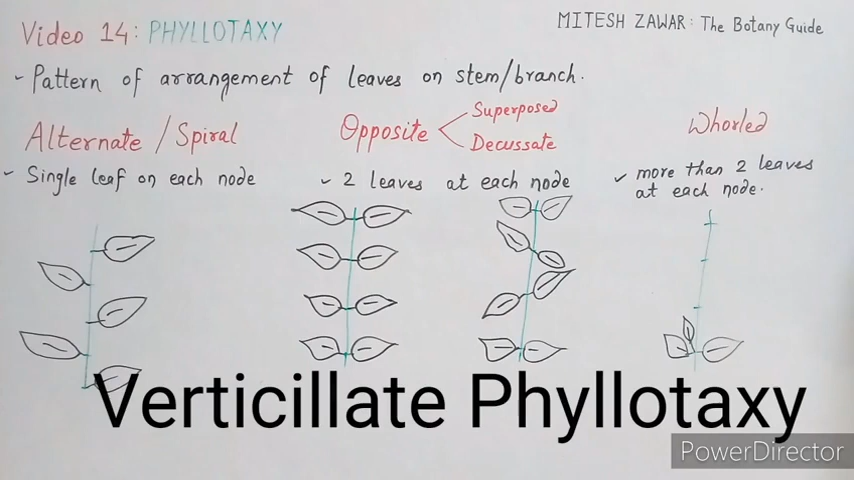 Video 14: PHYLLOTAXY
MITESH ZAWAR: The Botany Guide
- Pattern of arrangement of leaves on stem/branch.
Alternate / Spiral
- Single leaf on each node
Opposite
Superposed
Decussate
- 2 leaves at each node
Whorled
✓ more than 2 leaves
at each node.
Verticillate Phyllotaxy
PowerDirector